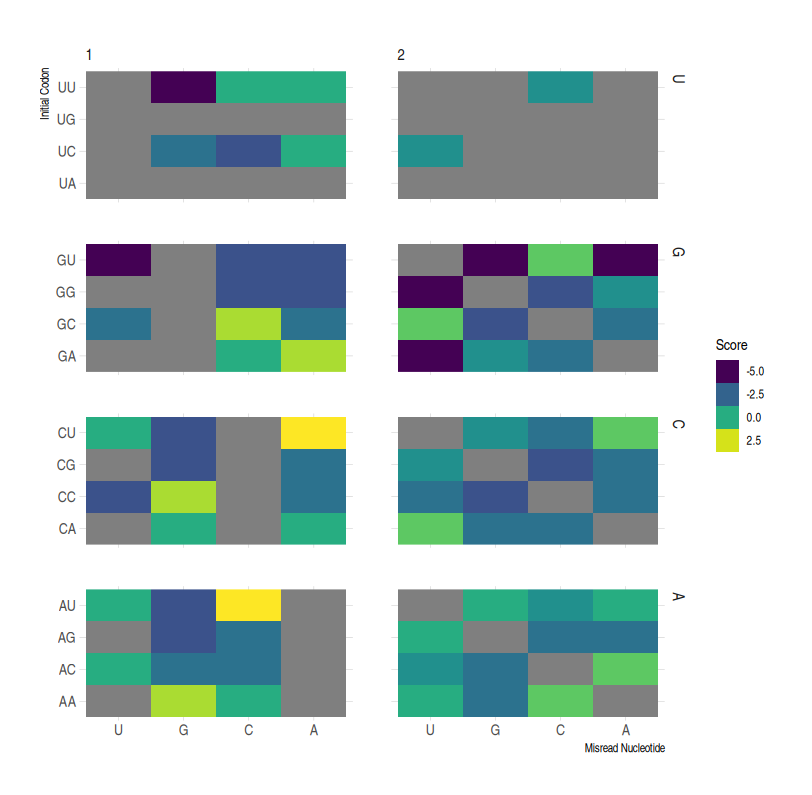 1
2
Initial Codon
UU
UG
UC
UA
U
GU
GG
GC
GA
G
CU
CG
CC
CA
C
AU
AG
AC
AA
A
U G C A
U G C A
Misread Nucleotide
Score
-5.0
-2.5
0.0
2.5